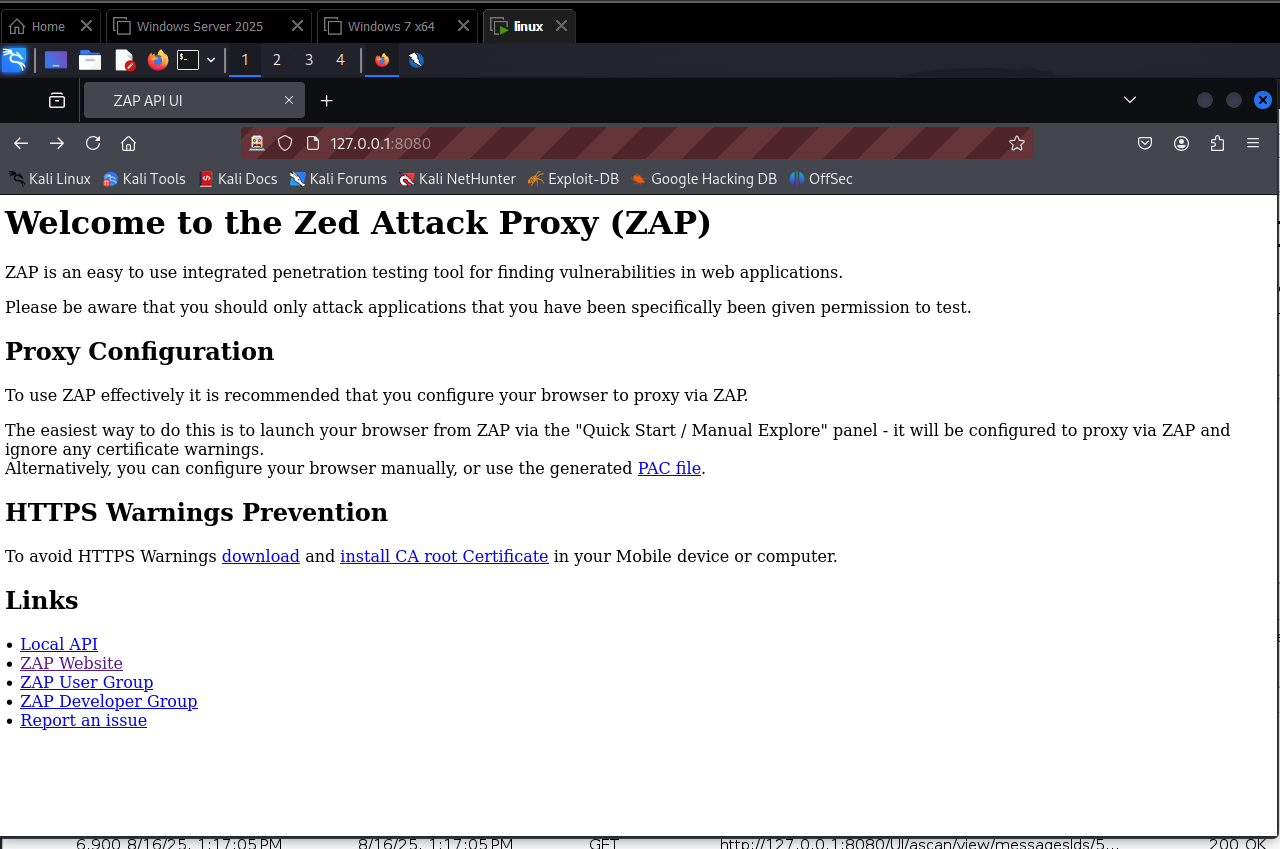 Home
Windows Server 2025
Windows 7 x64
linux
1 2 3 4
ZAP API UI
127.0.0.1:8080
Kali Linux Kali Tools Kali Docs Kali Forums Kali NetHunter Exploit-DB Google Hacking DB OffSec
Welcome to the Zed Attack Proxy (ZAP)
ZAP is an easy to use integrated penetration testing tool for finding vulnerabilities in web applications.
Please be aware that you should only attack applications that you have been specifically been given permission to test.
Proxy Configuration
To use ZAP effectively it is recommended that you configure your browser to proxy via ZAP.
The easiest way to do this is to launch your browser from ZAP via the "Quick Start / Manual Explore" panel - it will be configured to proxy via ZAP and
ignore any certificate warnings.
Alternatively, you can configure your browser manually, or use the generated PAC file.
HTTPS Warnings Prevention
To avoid HTTPS Warnings download and install CA root Certificate in your Mobile device or computer.
Links
• Local API
• ZAP Website
• ZAP User Group
• ZAP Developer Group
• Report an issue
6,900 8/16/25, 1:17:05 PM 8/16/25, 1:17:05 PM GET http://127.0.0.1:8080/UI/ascan/view/messagesIds/5... 200 OK